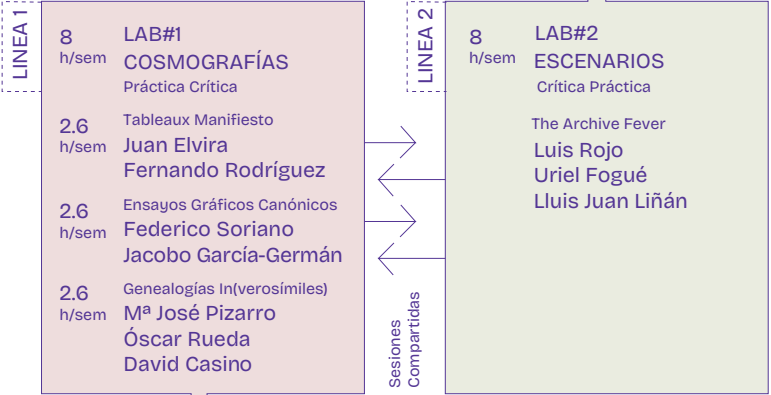 LINEA 1
8
h/sem
LAB#1
COSMOGRAFÍAS
Práctica Crítica
2.6
h/sem
Tableaux Manifiesto
Juan Elvira
Fernando Rodríguez
2.6
h/sem
Ensayos Gráficos Canónicos
Federico Soriano
Jacobo García-Germán
2.6
h/sem
Genealogías In(verosímiles)
Mª José Pizarro
Óscar Rueda
David Casino
Sesiones
Compartidas
LINEA 2
8
h/sem
LAB#2
ESCENARIOS
Crítica Práctica
The Archive Fever
Luis Rojo
Uriel Fogué
Lluis Juan Liñán